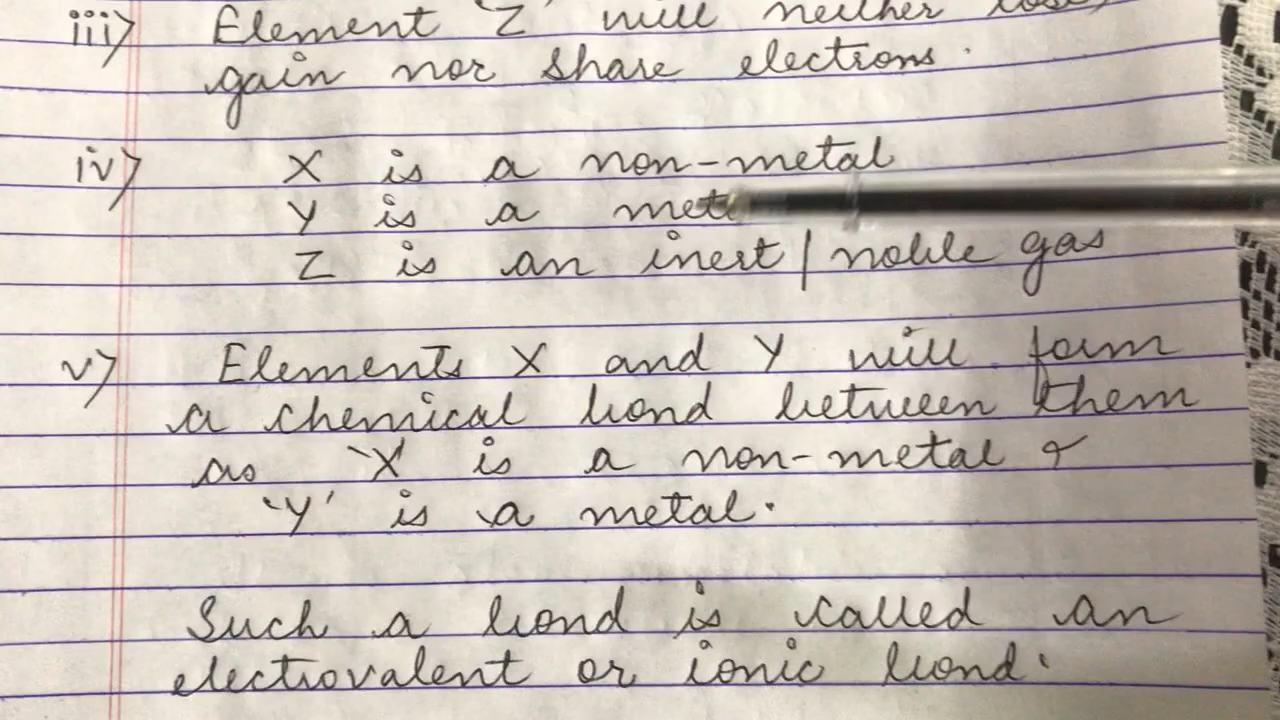 iii) Element 'Z' will neither lose,
gain nor share elections.
iv) X is a non-metal
Y is a
Z is an inert/noble gas
v) Elements X and Y will form
a chemical bond between them
as 'X' is a non-metal &
'Y' is a metal.
Such a bond is called an
electrovalent or ionic bond.